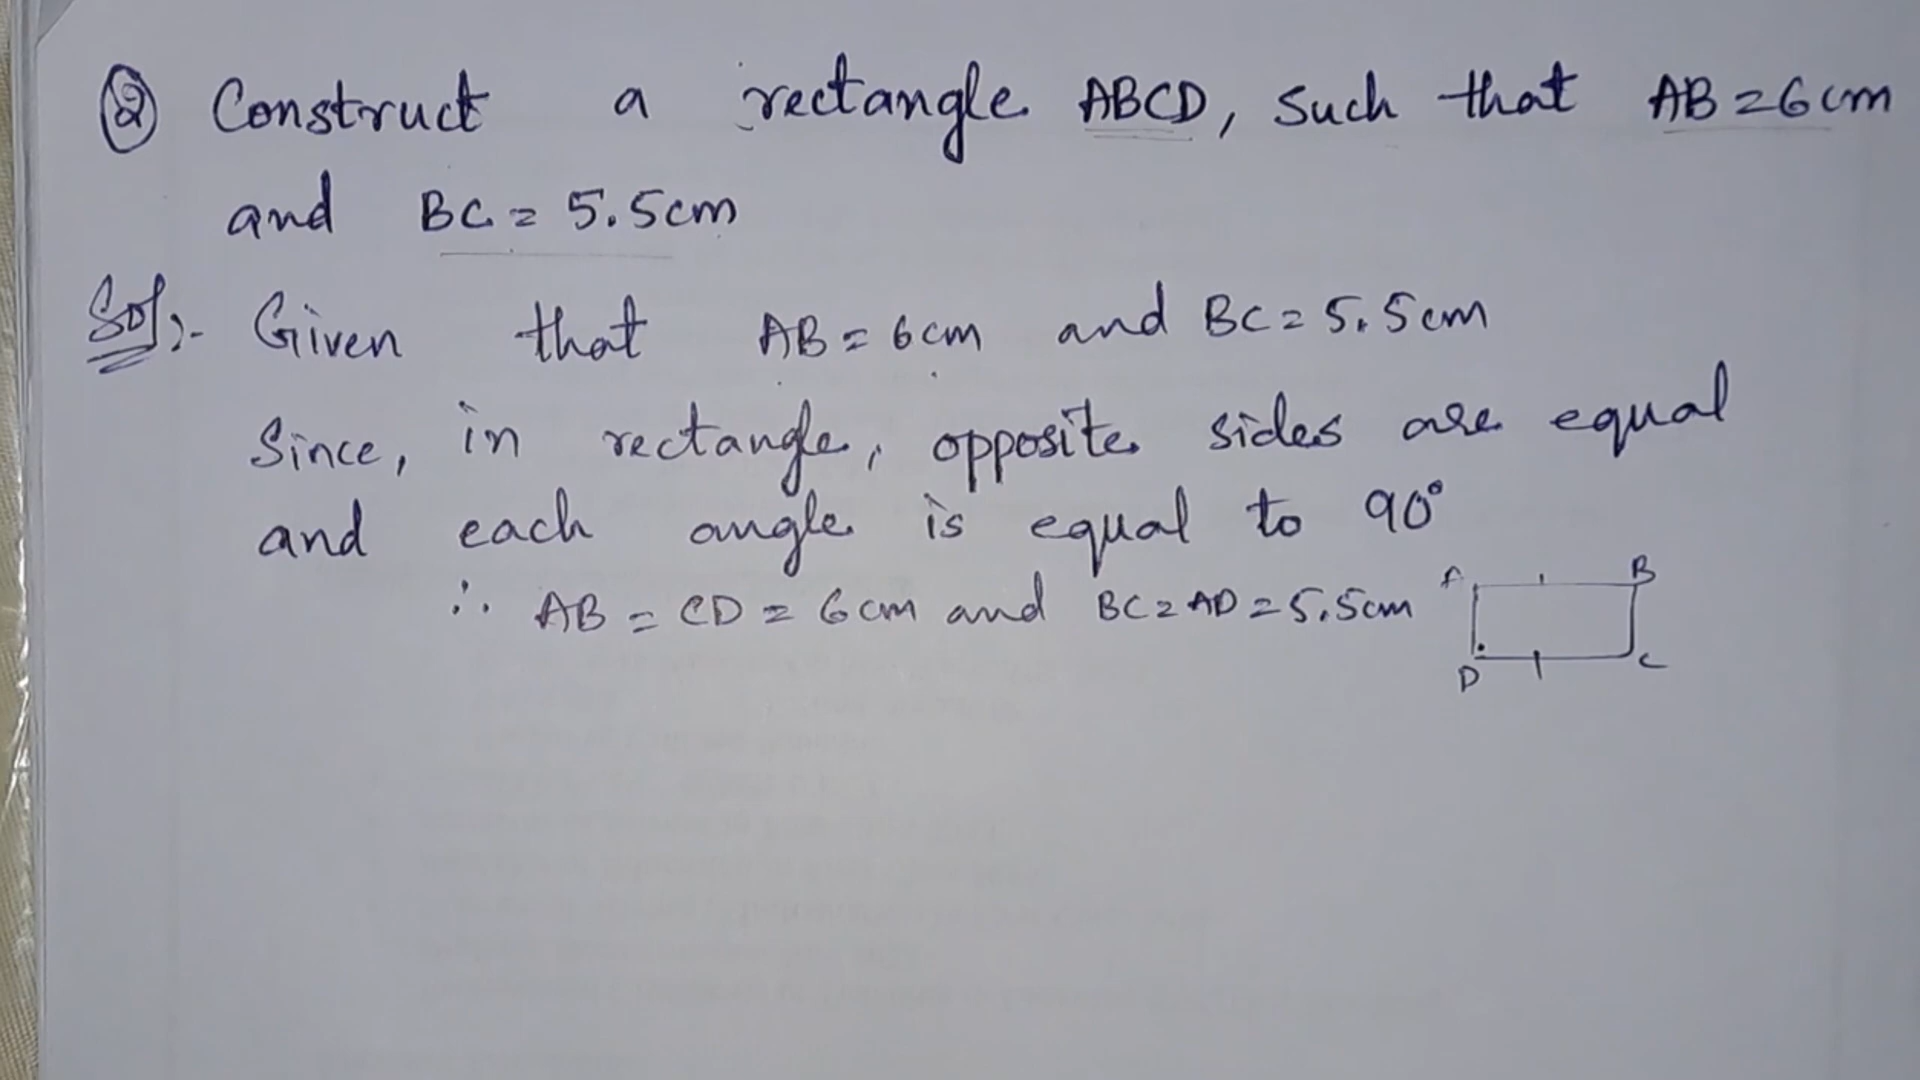 ② Construct a rectangle ABCD, such that AB = 6cm
and BC = 5.5cm
Sol:- Given that AB = 6cm and BC = 5.5cm
Since, in rectangle, opposite sides are equal
and each angle is equal to 90°
∴ AB = CD = 6cm and BC = AD = 5.5cm
A B
D C